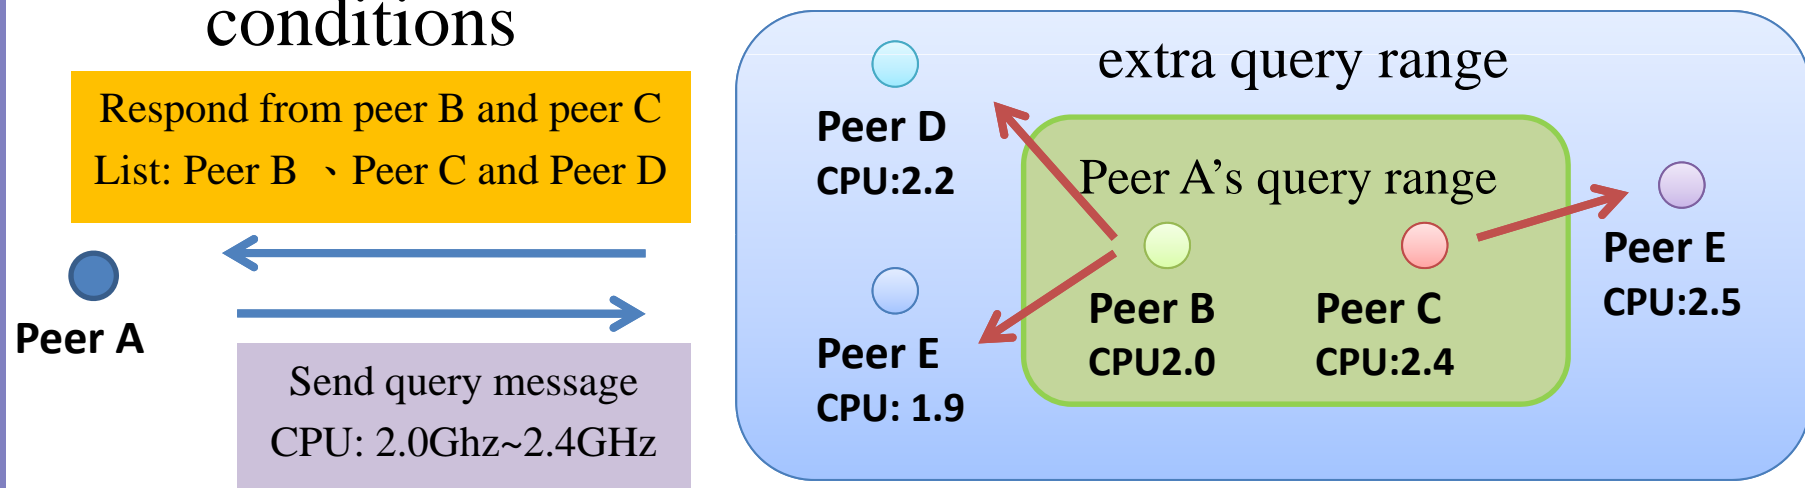 conditions
Respond from peer B and peer C
List: Peer B 、Peer C and Peer D
Peer A
Send query message
CPU: 2.0Ghz~2.4GHz
extra query range
Peer D
CPU:2.2
Peer A's query range
Peer E
CPU: 1.9
Peer B
CPU2.0
Peer C
CPU:2.4
Peer E
CPU:2.5